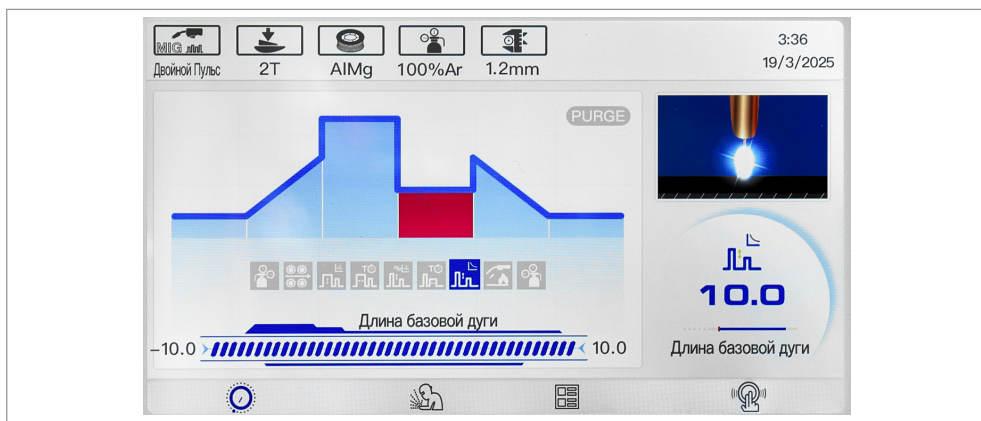 MIG
Двойной Пульс
2T
AlMg
100%Ar
1.2mm
3:36
19/3/2025
PURGE
Длина базовой дуги
-10.0
10.0
10.0
Длина базовой дуги